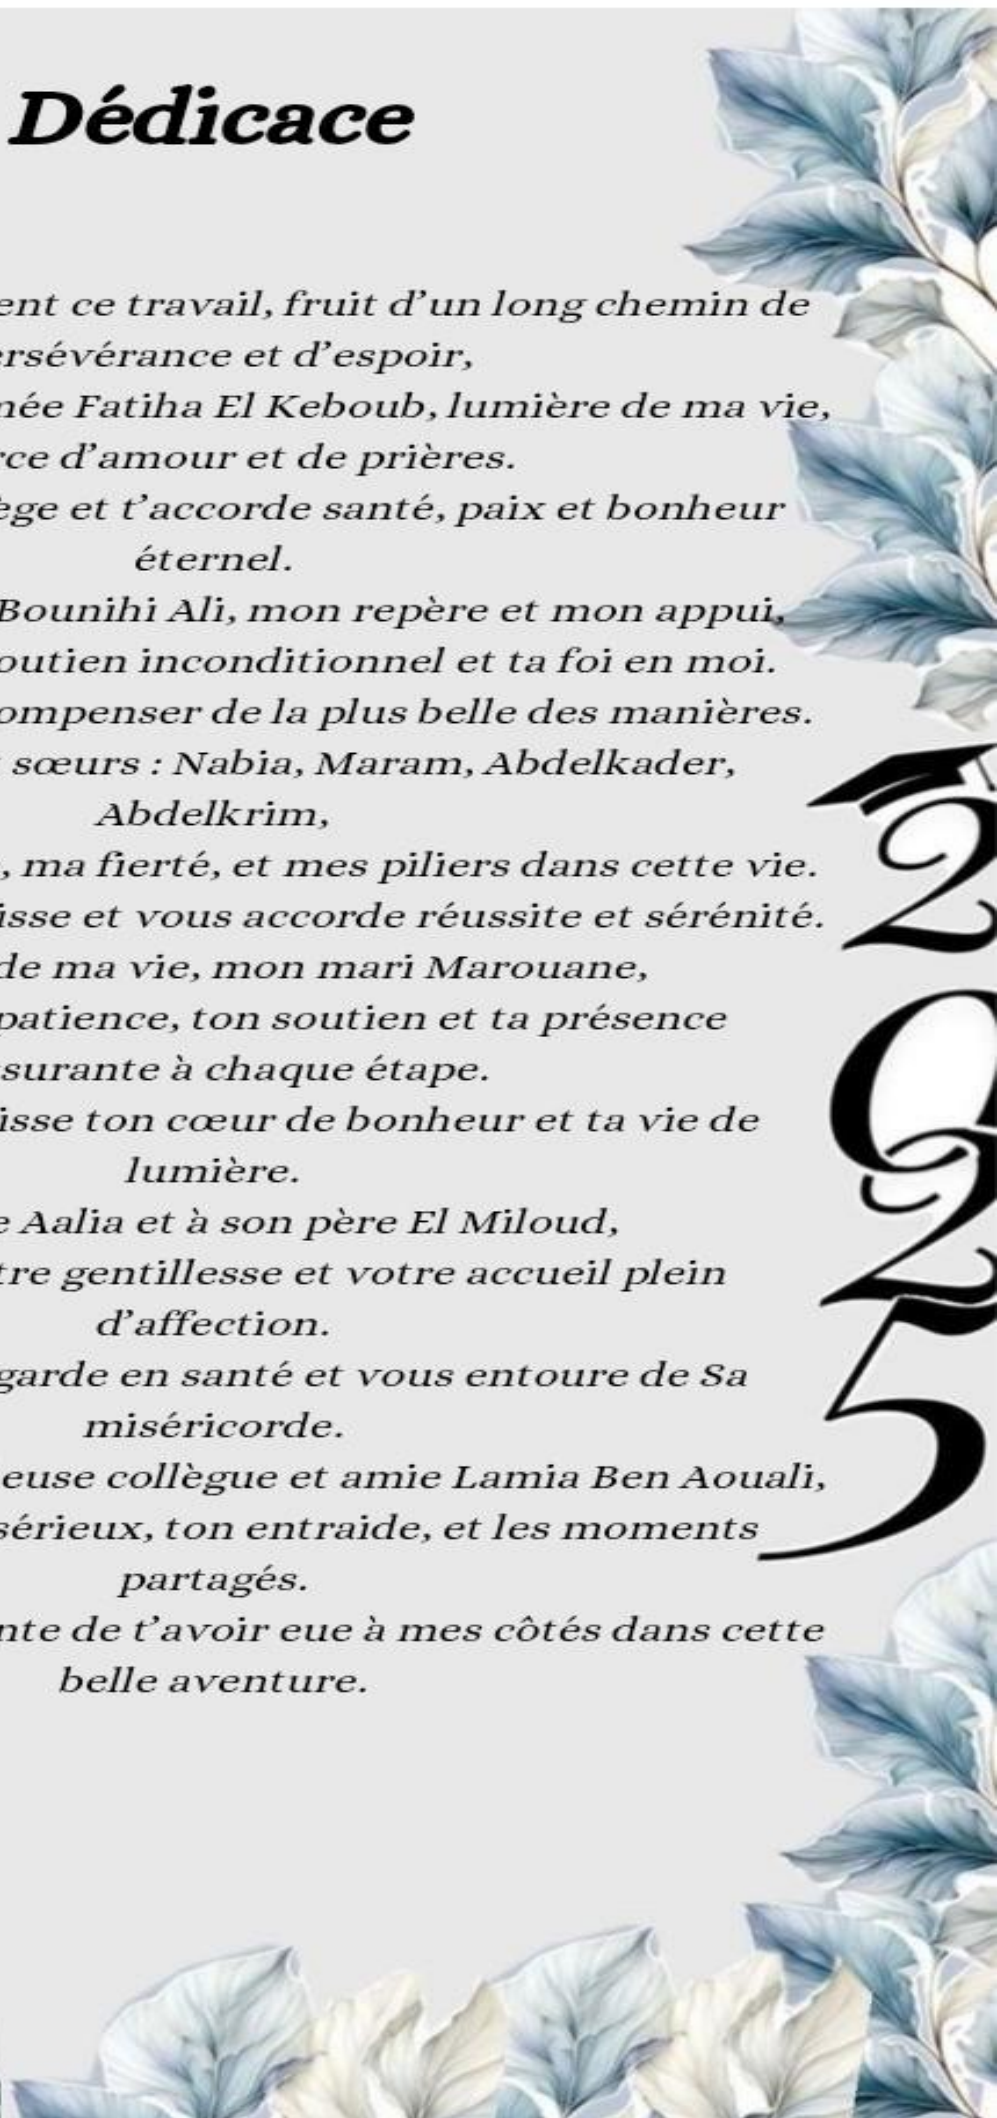 Dédicace
ent ce travail, fruit d’un long chemin de
ersévérance et d’espoir,
née Fatiha El Keboub, lumière de ma vie,
rce d’amour et de prières.
ège et t’accorde santé, paix et bonheur
éternel.
Bounihi Ali, mon repère et mon appui,
outien inconditionnel et ta foi en moi.
ompenser de la plus belle des manières.
sœurs : Nabia, Maram, Abdelkader,
Abdelkrim,
, ma fierté, et mes piliers dans cette vie.
isse et vous accorde réussite et sérénité.
de ma vie, mon mari Marouane,
patience, ton soutien et ta présence
surante à chaque étape.
isse ton cœur de bonheur et ta vie de
lumière.
e Aalia et à son père El Miloud,
tre gentillesse et votre accueil plein
d’affection.
garde en santé et vous entoure de Sa
miséricorde.
euse collègue et amie Lamia Ben Aouali,
sérieux, ton entraide, et les moments
partagés.
nte de t’avoir eue à mes côtés dans cette
belle aventure.
2
0
2
5